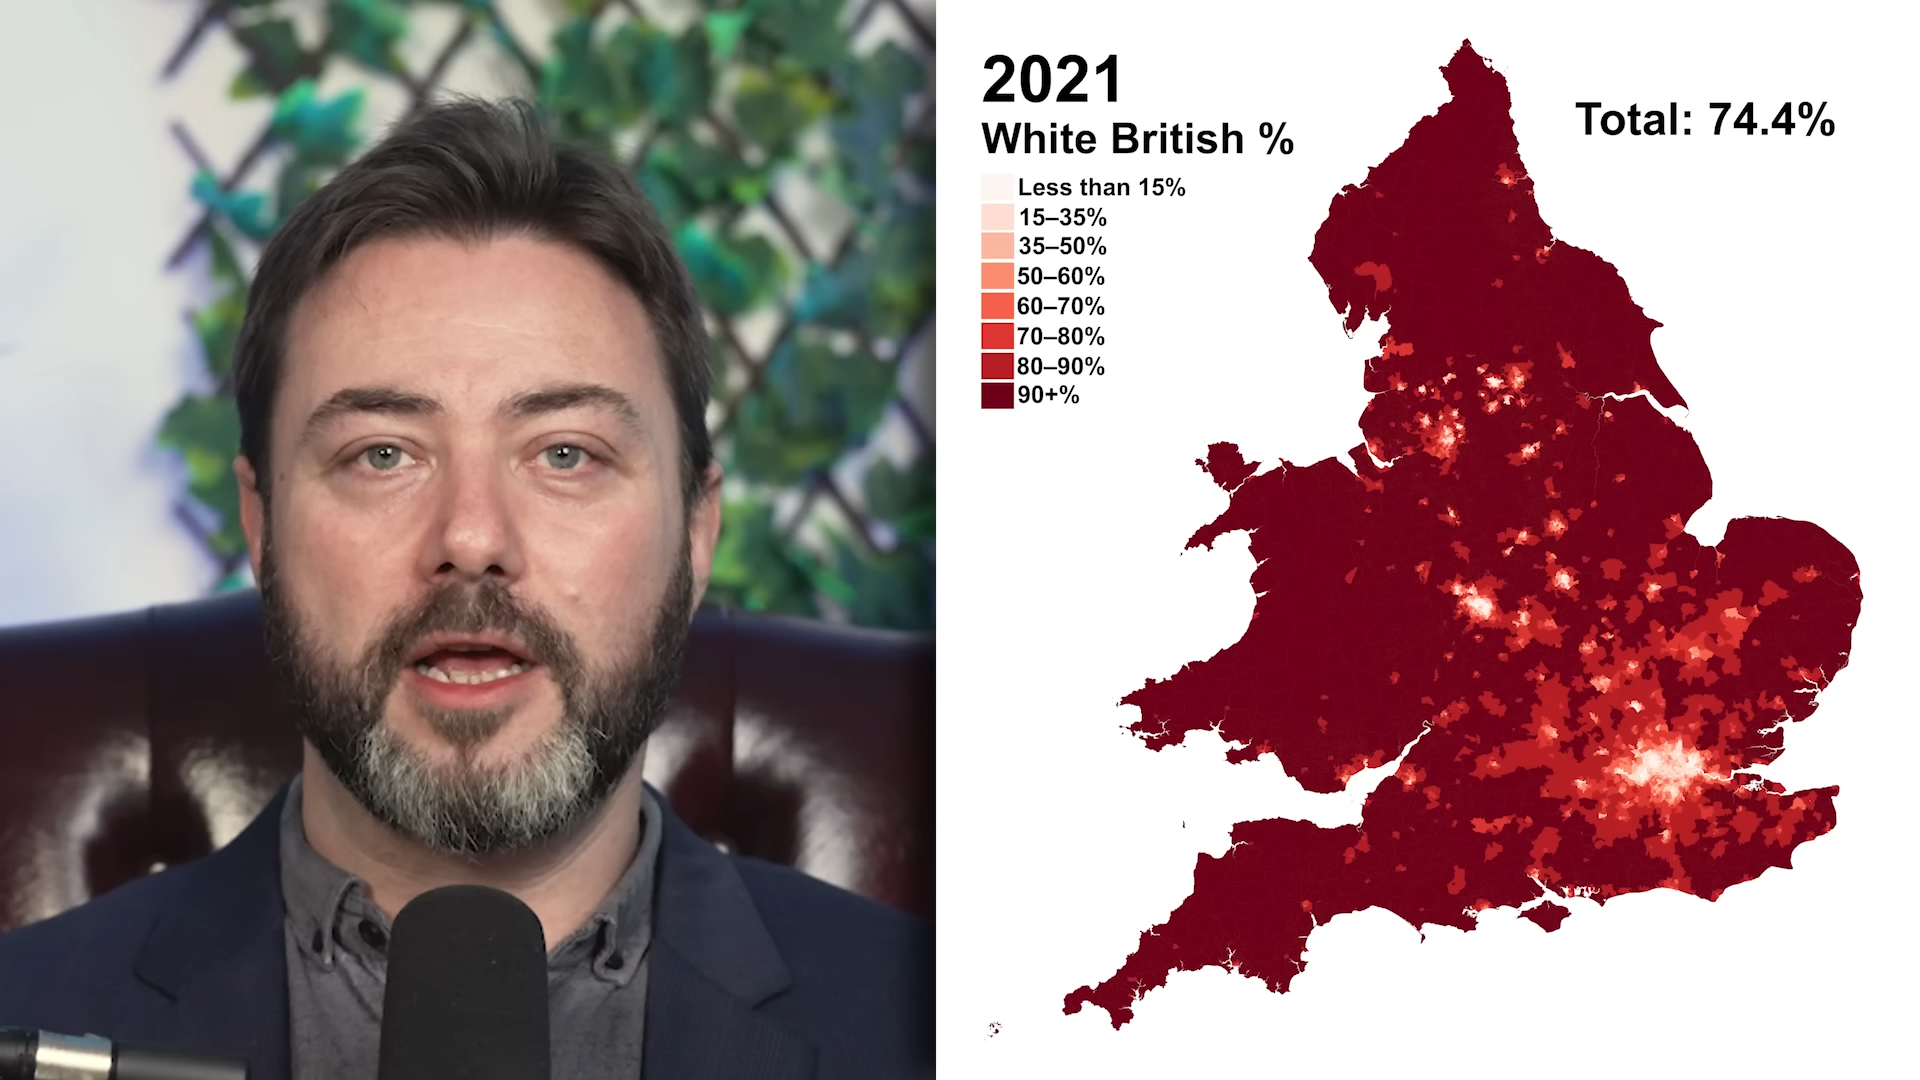 2021
White British %
Total: 74.4%
Less than 15%
15–35%
35–50%
50–60%
60–70%
70–80%
80–90%
90+%